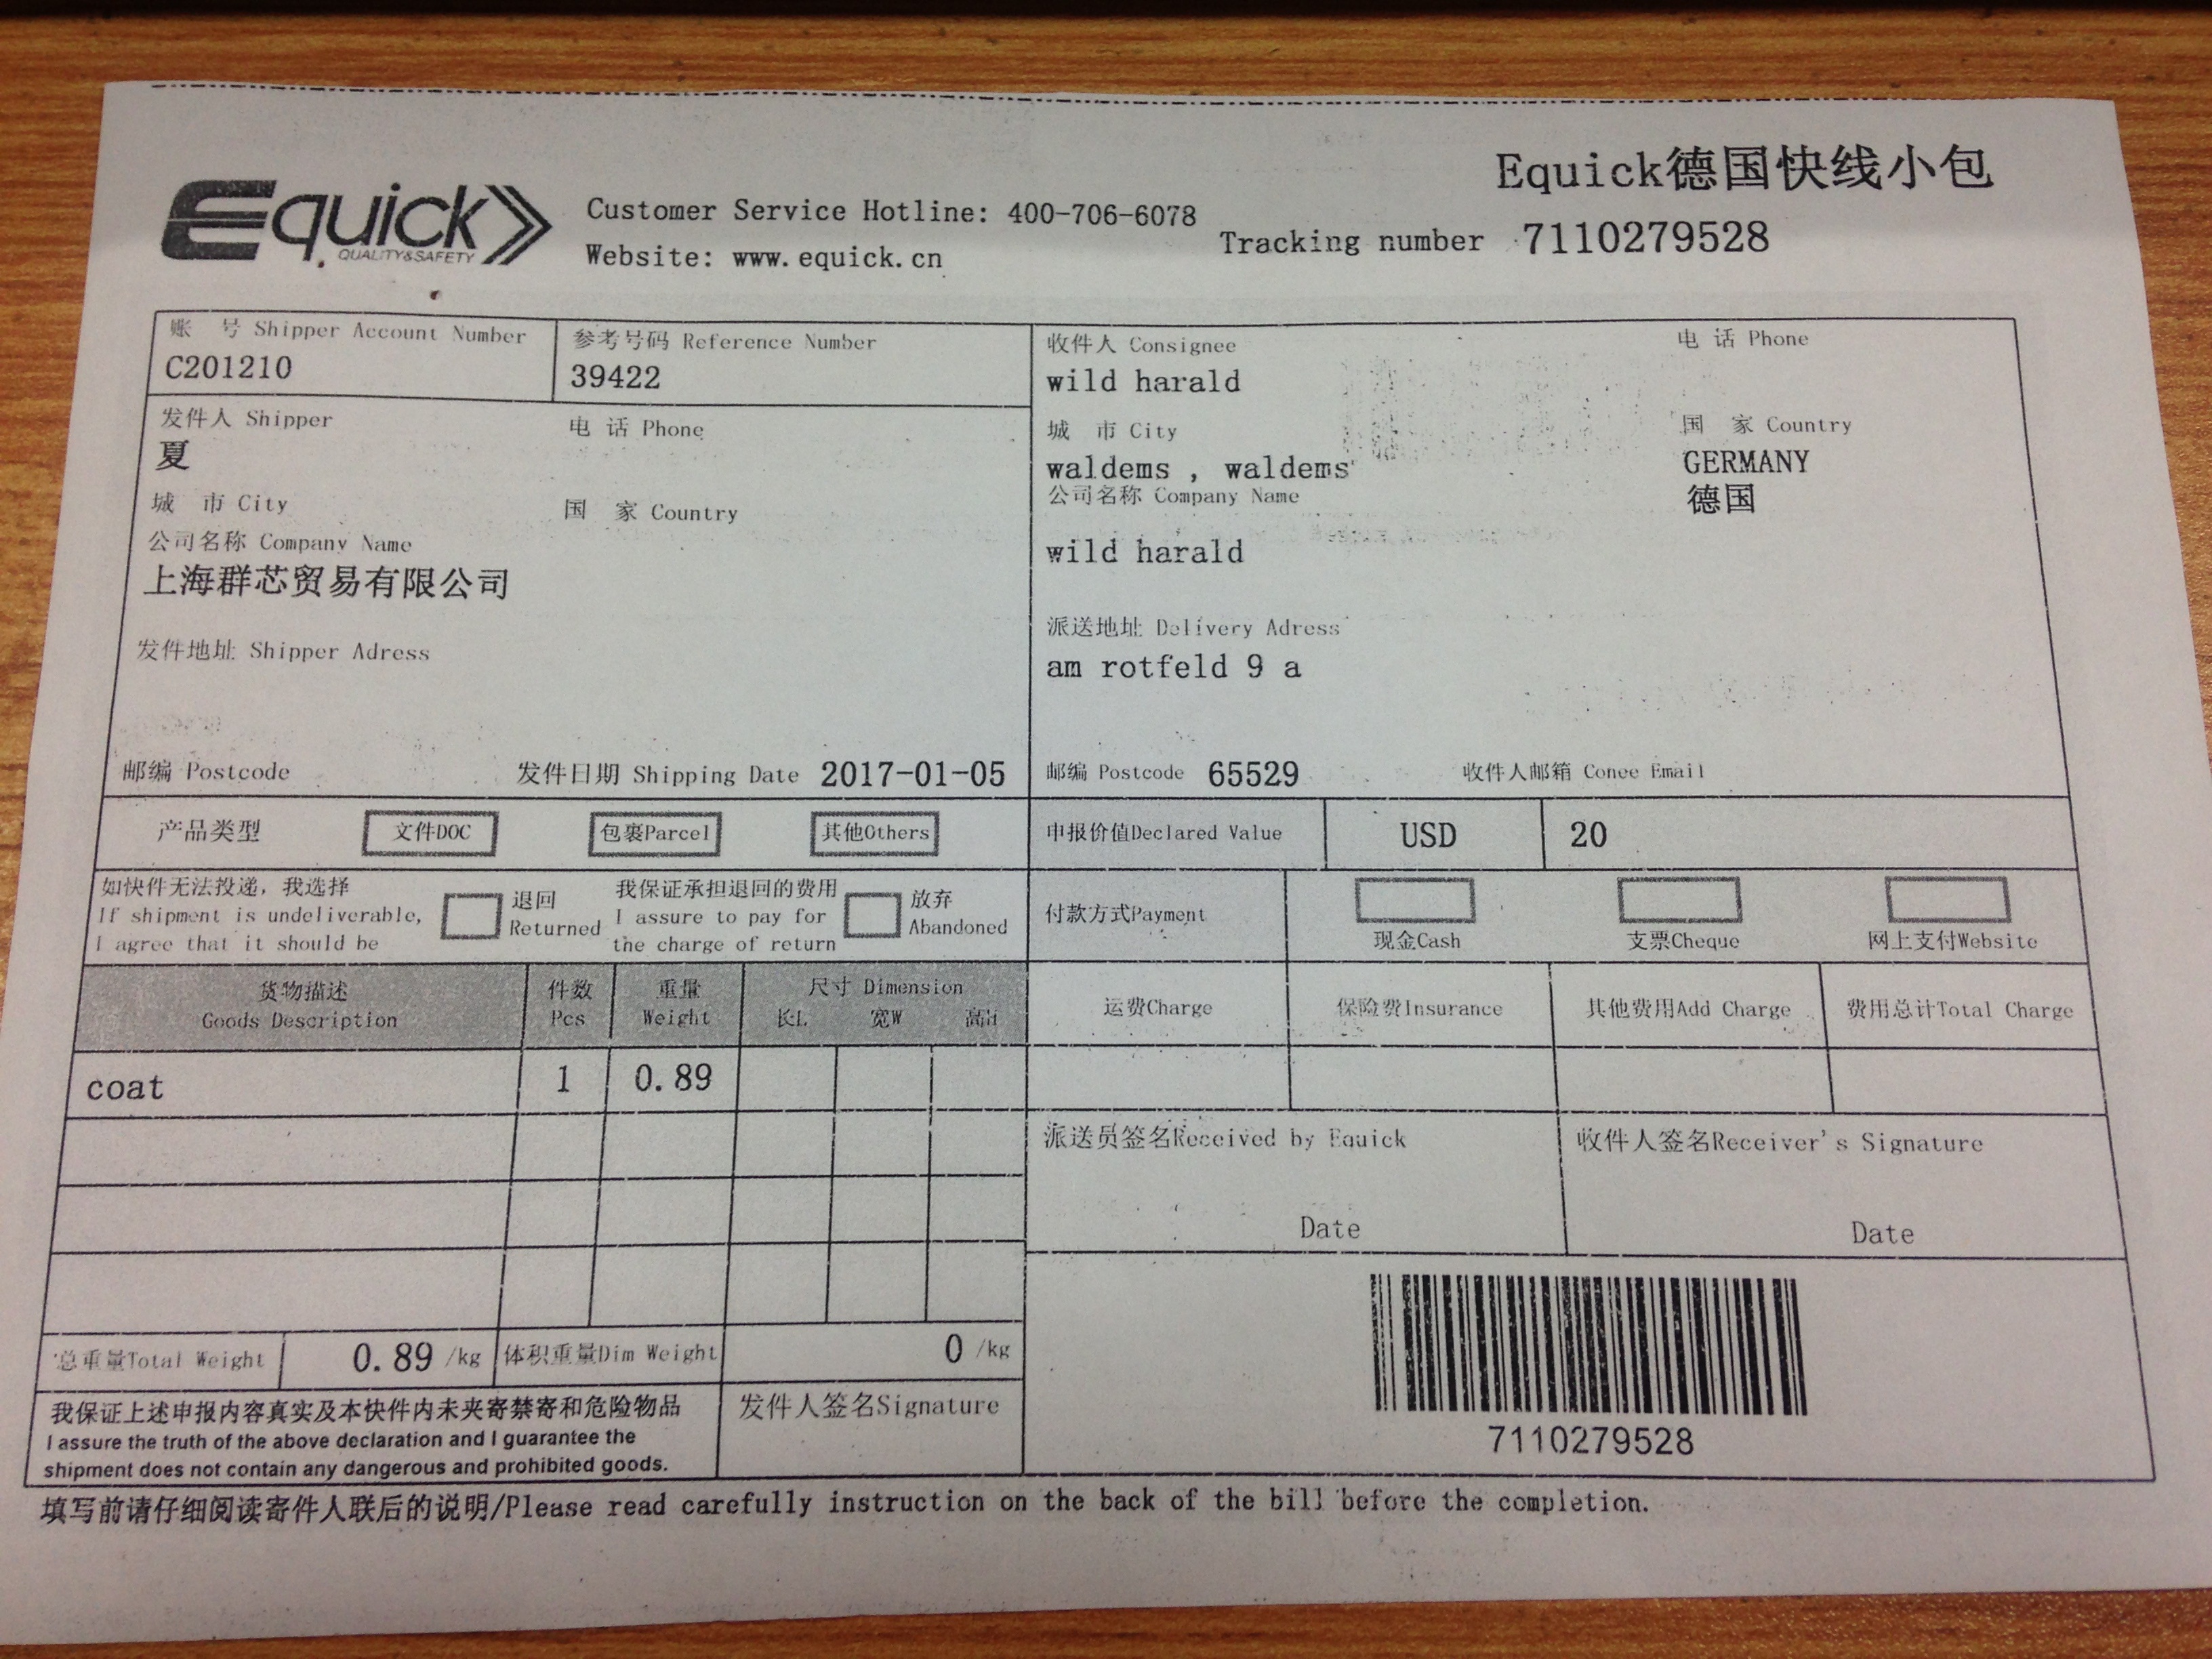 Equick德国快线小包
Equick
QUALITY&SAFETY
Customer Service Hotline: 400-706-6078
Website: www.equick.cn
Tracking number 7110279528
账 号 Shipper Account Number
C201210
参考号码 Reference Number
39422
发件人 Shipper
夏
电 话 Phone
城 市 City
国 家 Country
公司名称 Company Name
上海群芯贸易有限公司
发件地址 Shipper Adress
邮编 Postcode
发件日期 Shipping Date 2017-01-05
收件人 Consignee
wild harald
电 话 Phone
城 市 City
waldems , waldems
国 家 Country
GERMANY
德国
公司名称 Company Name
wild harald
派送地址 Delivery Adress
am rotfeld 9 a
邮编 Postcode 65529
收件人邮箱 Conee Email
产品类型 文件DOC 包裹Parcel 其他Others
申报价值Declared Value USD 20
如快件无法投递, 我选择
If shipment is undeliverable,
I agree that it should be
退回
Returned
我保证承担退回的费用
I assure to pay for
the charge of return
放弃
Abandoned
付款方式Payment
现金Cash
支票Cheque
网上支付Website
货物描述
Goods Description
件数
Pcs
重量
Weight
尺寸 Dimension
长L 宽W 高H
运费Charge 保险费Insurance 其他费用Add Charge 费用总计Total Charge
coat 1 0.89
派送员签名Received by Equick
Date
收件人签名Receiver's Signature
Date
总重量Total Weight 0.89 /kg 体积重量Dim Weight 0 /kg
我保证上述申报内容真实及本快件内未夹寄禁寄和危险物品
I assure the truth of the above declaration and I guarantee the
shipment does not contain any dangerous and prohibited goods.
发件人签名Signature
7110279528
填写前请仔细阅读寄件人联后的说明/Please read carefully instruction on the back of the bill before the completion.